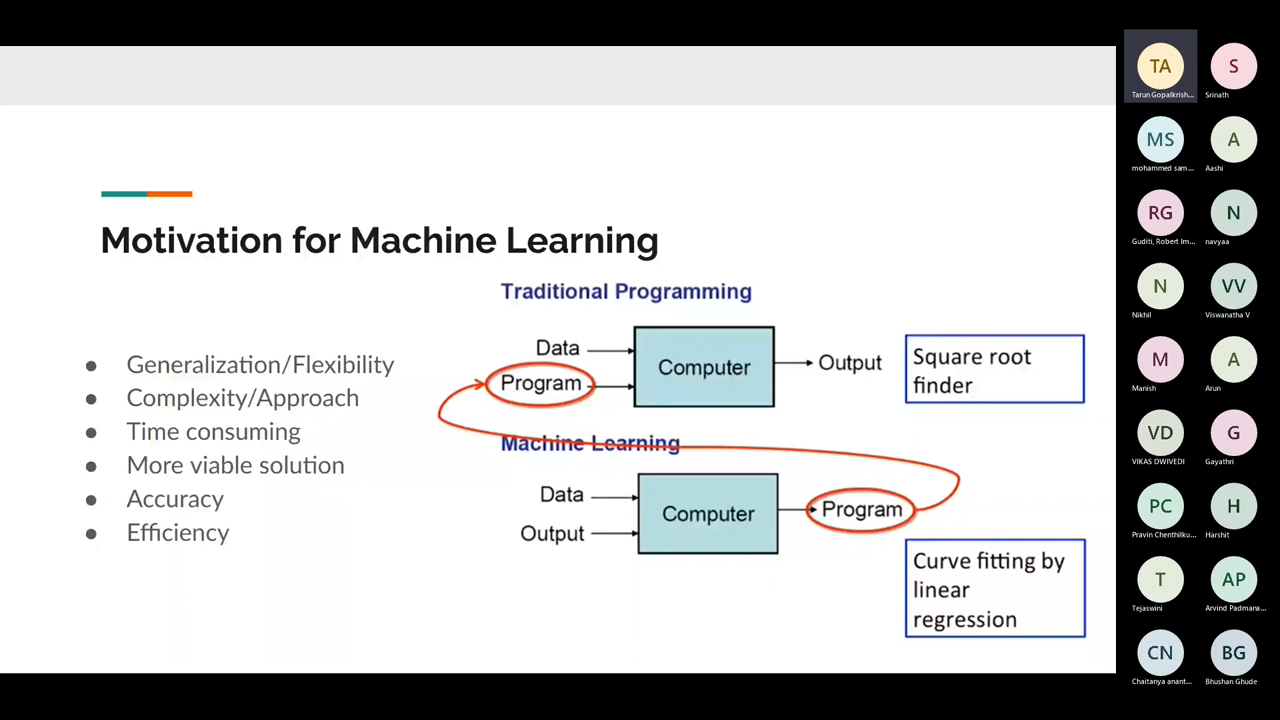 Motivation for Machine Learning
Generalization/Flexibility
Complexity/Approach
Time consuming
More viable solution
Accuracy
Efficiency
Traditional Programming
Data
Program
Computer
Output
Square root
finder
Machine Learning
Data
Output
Computer
Program
Curve fitting by
linear
regression
TA
Tarun Gopalkrish...
S
Srinath
MS
mohammed sam...
A
Aashi
RG
Guditi, Robert Im...
N
navyaa
N
Nikhil
VV
Viswanatha V
M
Manish
A
Arun
VD
VIKAS DWIVEDI
G
Gayathri
PC
Pravin Chenthilku...
H
Harshit
T
Tejaswini
AP
Arvind Padmana...
CN
Chaitanya anant...
BG
Bhushan Ghude